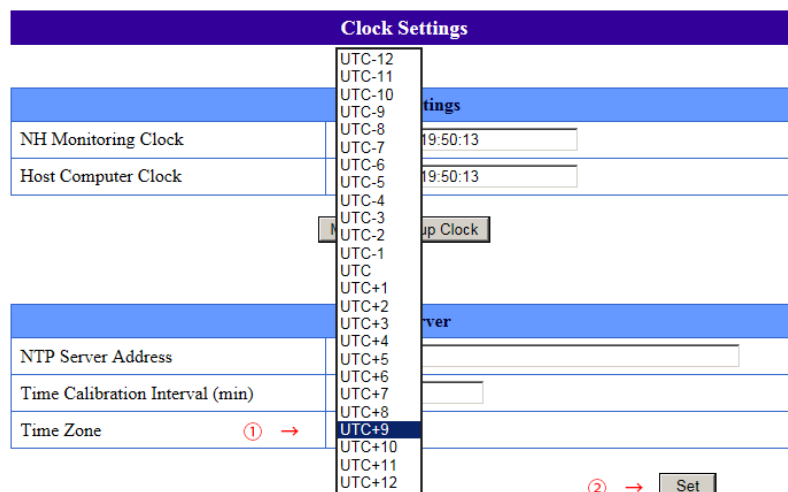 Clock Settings
UTC-12
UTC-11
UTC-10
UTC-9
UTC-8
UTC-7
UTC-6
UTC-5
UTC-4
UTC-3
UTC-2
UTC-1
UTC
UTC+1
UTC+2
UTC+3
UTC+4
UTC+5
UTC+6
UTC+7
UTC+8
UTC+9
UTC+10
UTC+11
UTC+12
tings
NH Monitoring Clock 19:50:13
Host Computer Clock 19:50:13
up Clock
ver
NTP Server Address
Time Calibration Interval (min)
Time Zone ① →
② → Set